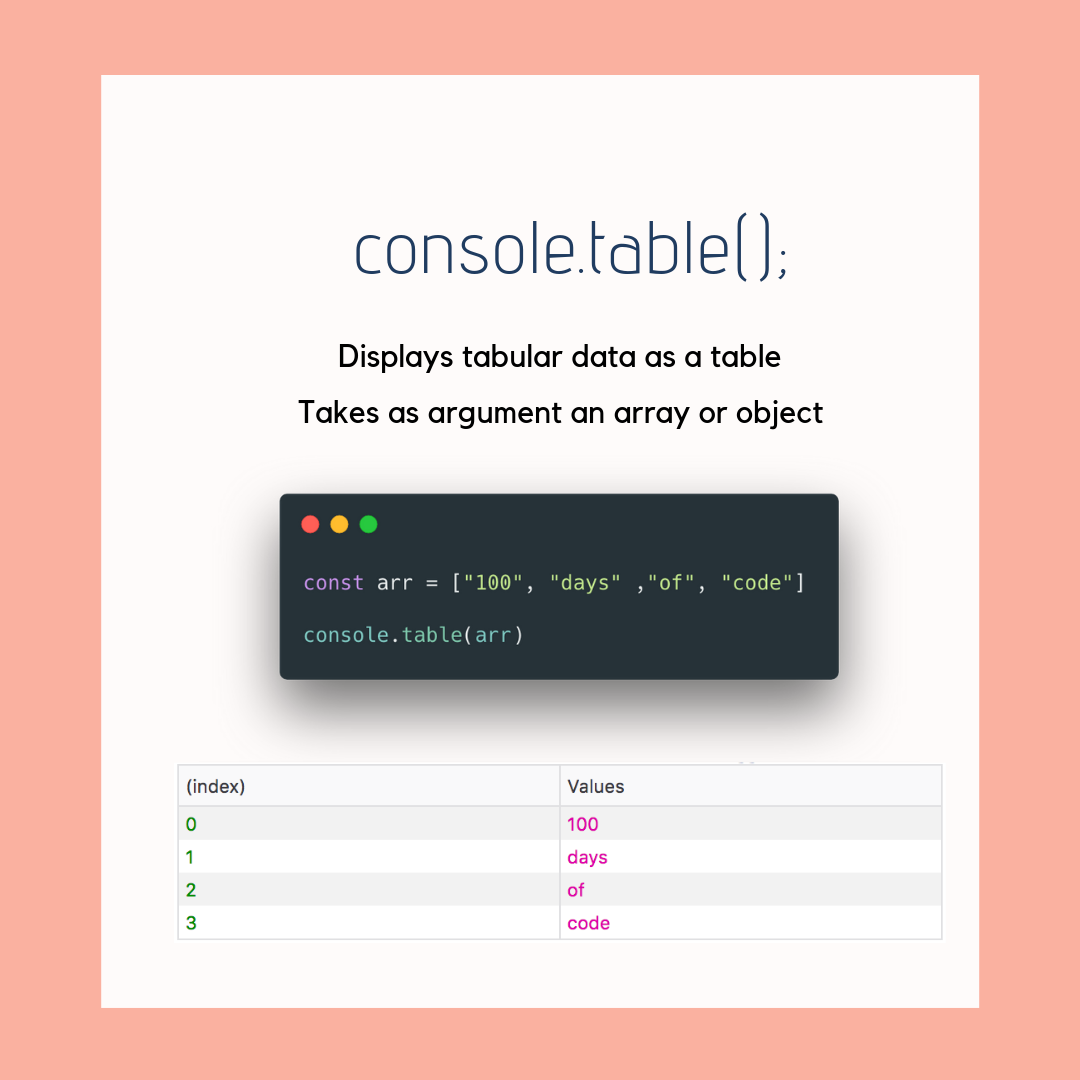 console.table();
Displays tabular data as a table
Takes as argument an array or object
const arr = ["100", "days" ,"of", "code"]
console.table(arr)
(index) Values
0 100
1 days
2 of
3 code